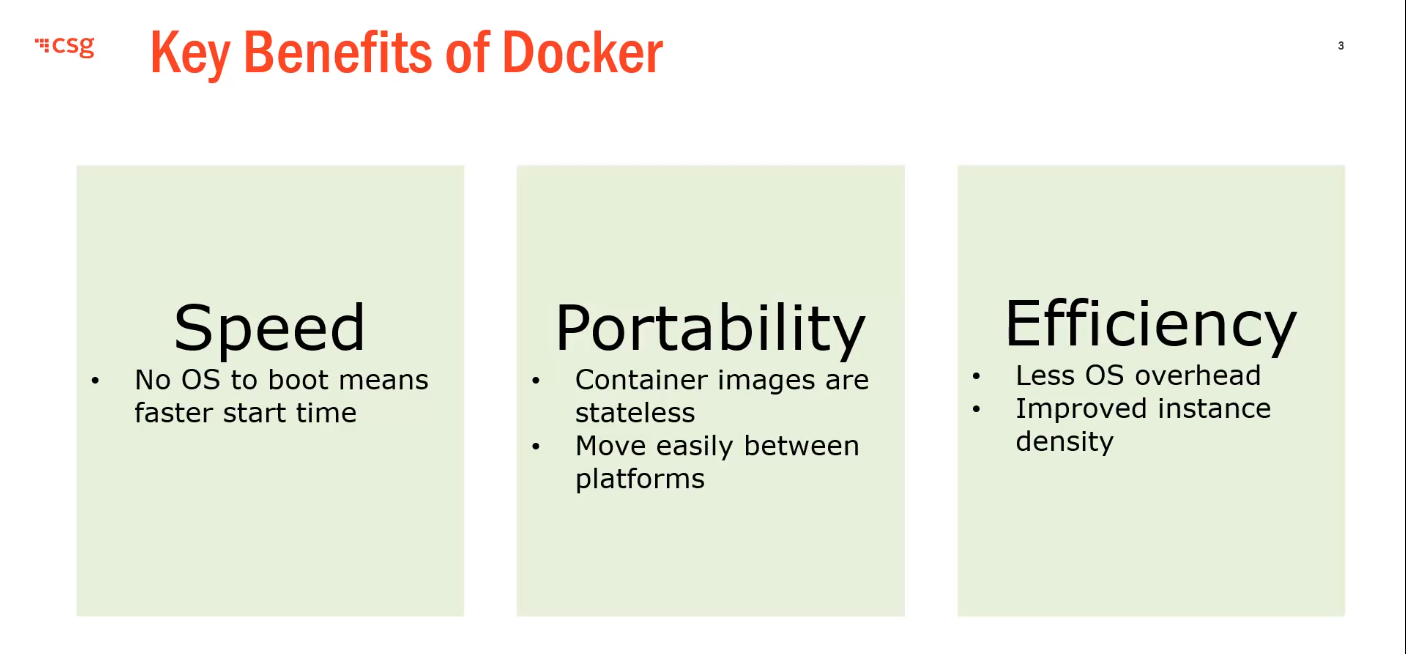 csg
Key Benefits of Docker
3
Speed
• No OS to boot means
faster start time
Portability
• Container images are
stateless
• Move easily between
platforms
Efficiency
• Less OS overhead
• Improved instance
density